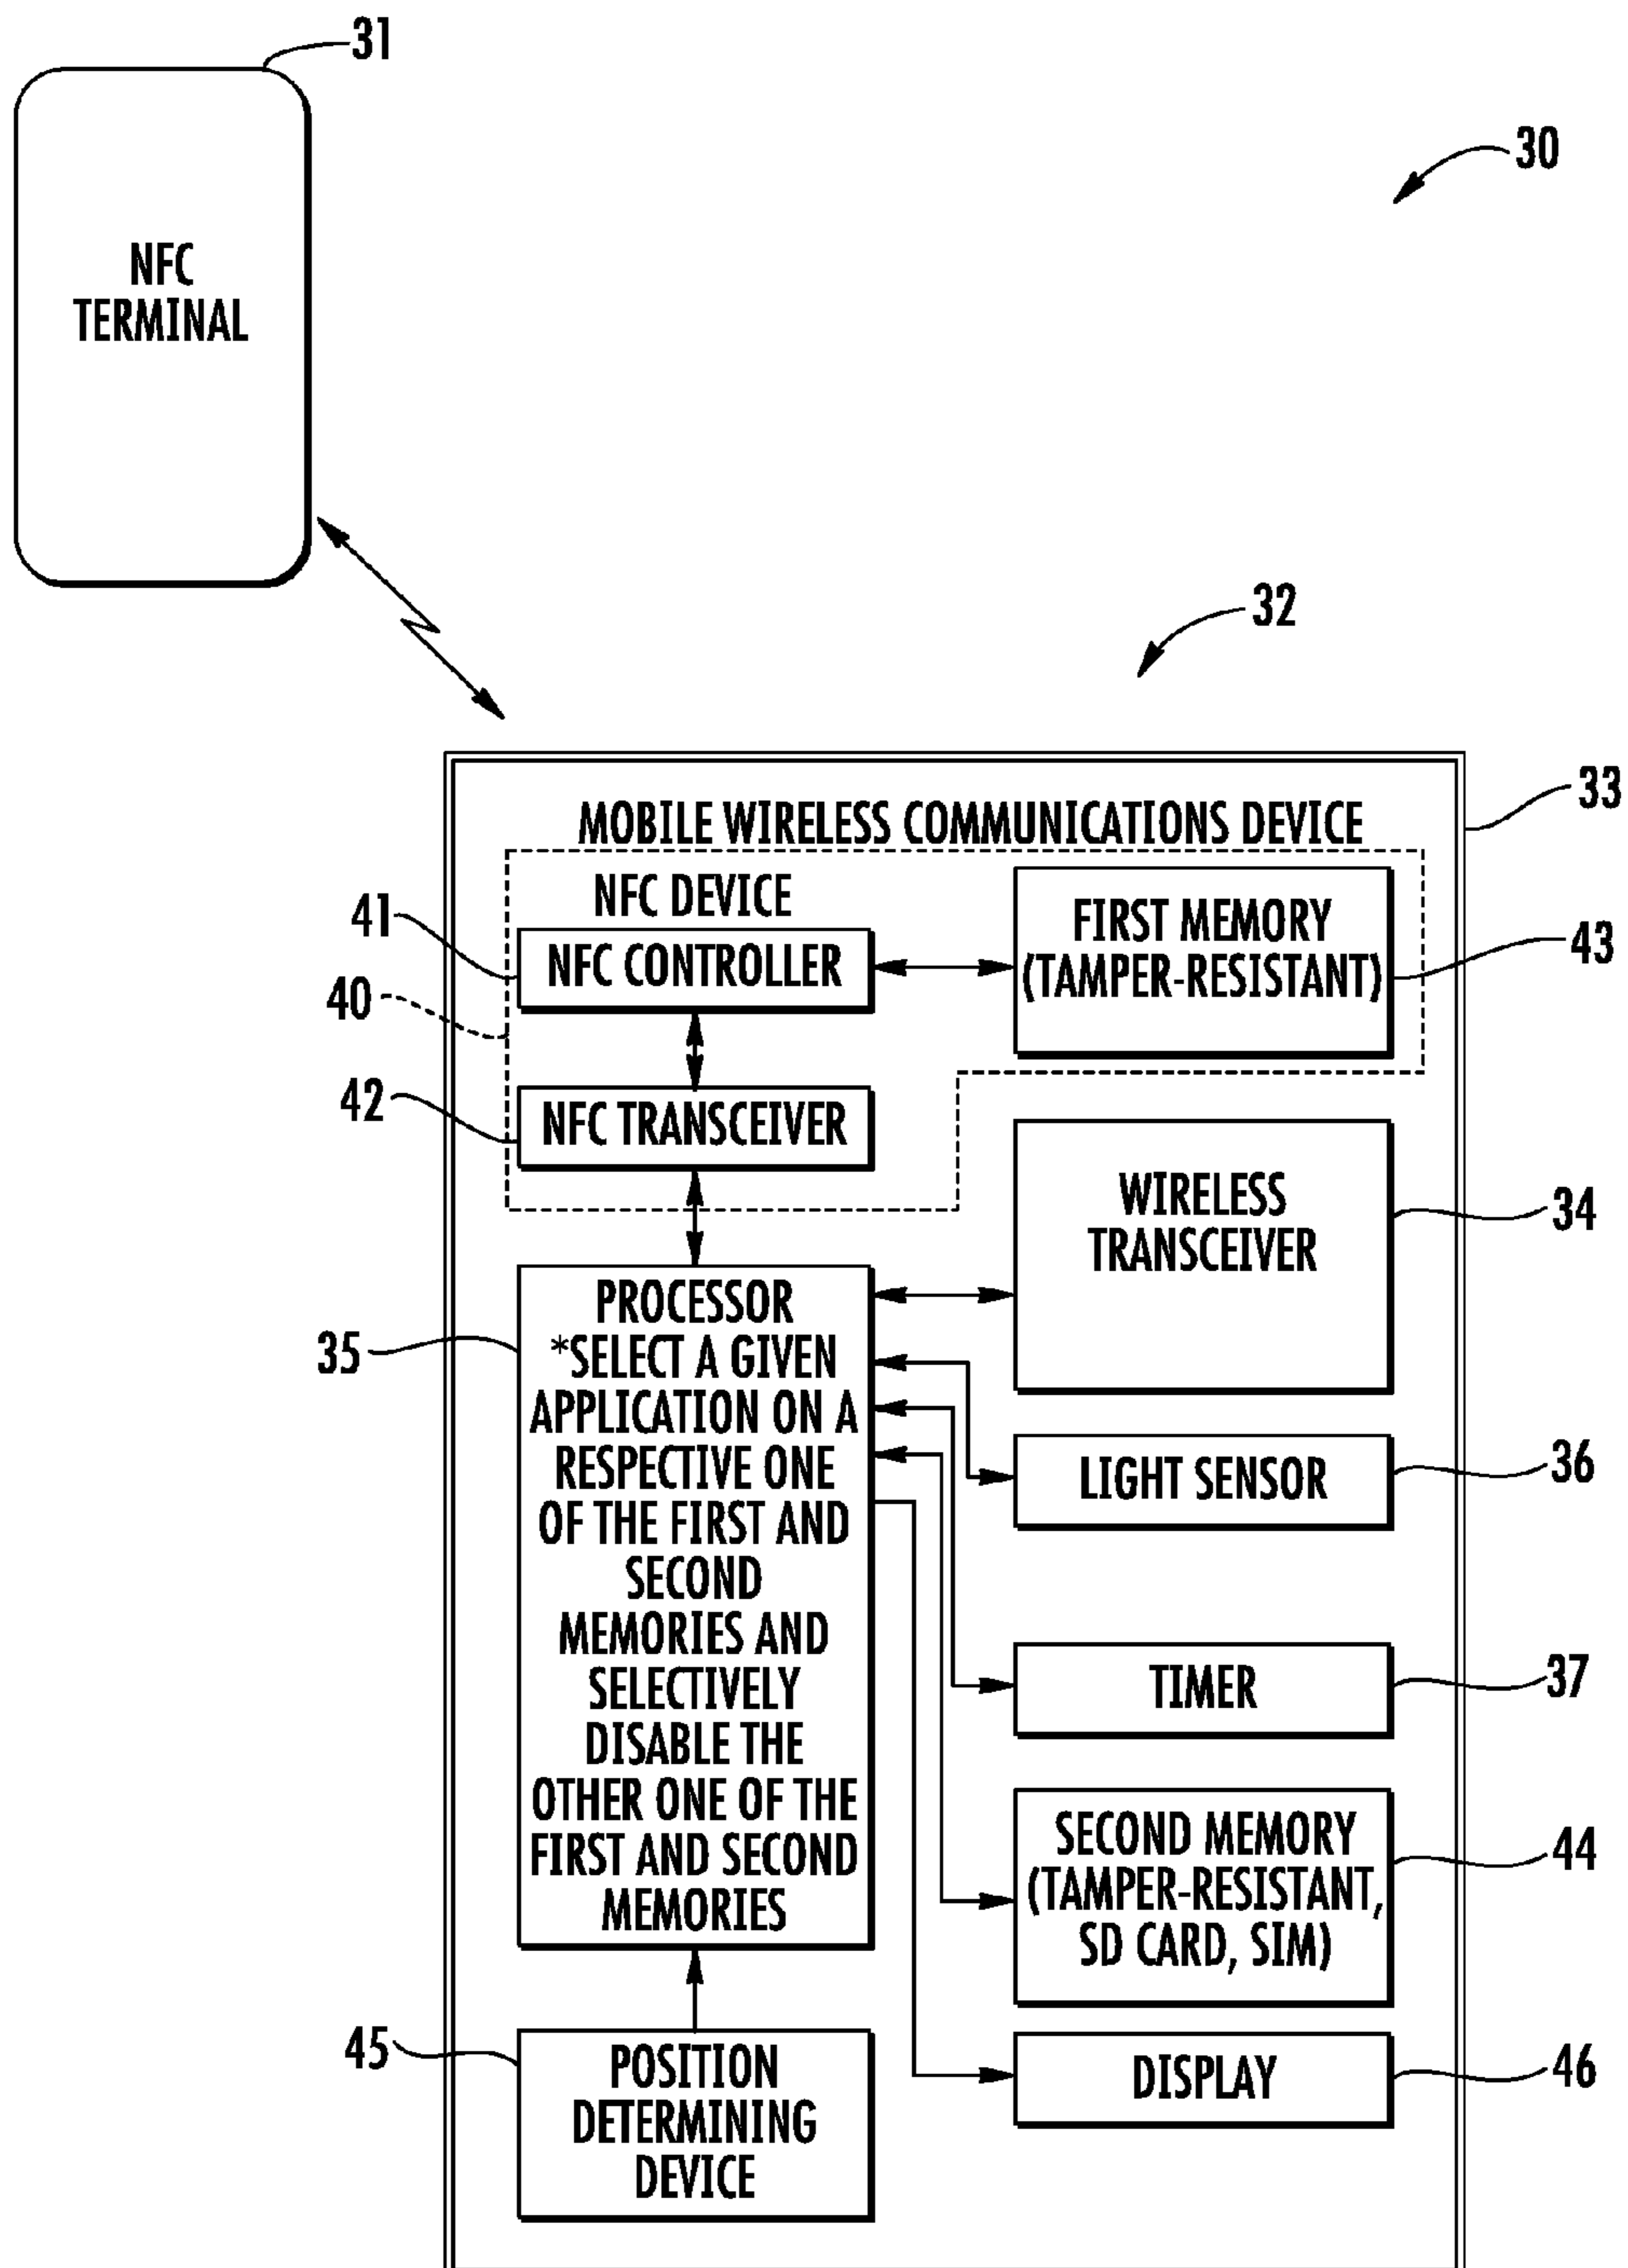 31
30
NFC
TERMINAL
32
33
MOBILE WIRELESS COMMUNICATIONS DEVICE
NFC DEVICE
41
NFC CONTROLLER
FIRST MEMORY
(TAMPER-RESISTANT)
43
40
42
NFC TRANSCEIVER
WIRELESS
TRANSCEIVER
34
35
PROCESSOR
*SELECT A GIVEN
APPLICATION ON A
RESPECTIVE ONE
OF THE FIRST AND
SECOND
MEMORIES AND
SELECTIVELY
DISABLE THE
OTHER ONE OF THE
FIRST AND SECOND
MEMORIES
LIGHT SENSOR
36
TIMER
37
SECOND MEMORY
(TAMPER-RESISTANT,
SD CARD, SIM)
44
45
POSITION
DETERMINING
DEVICE
DISPLAY
46